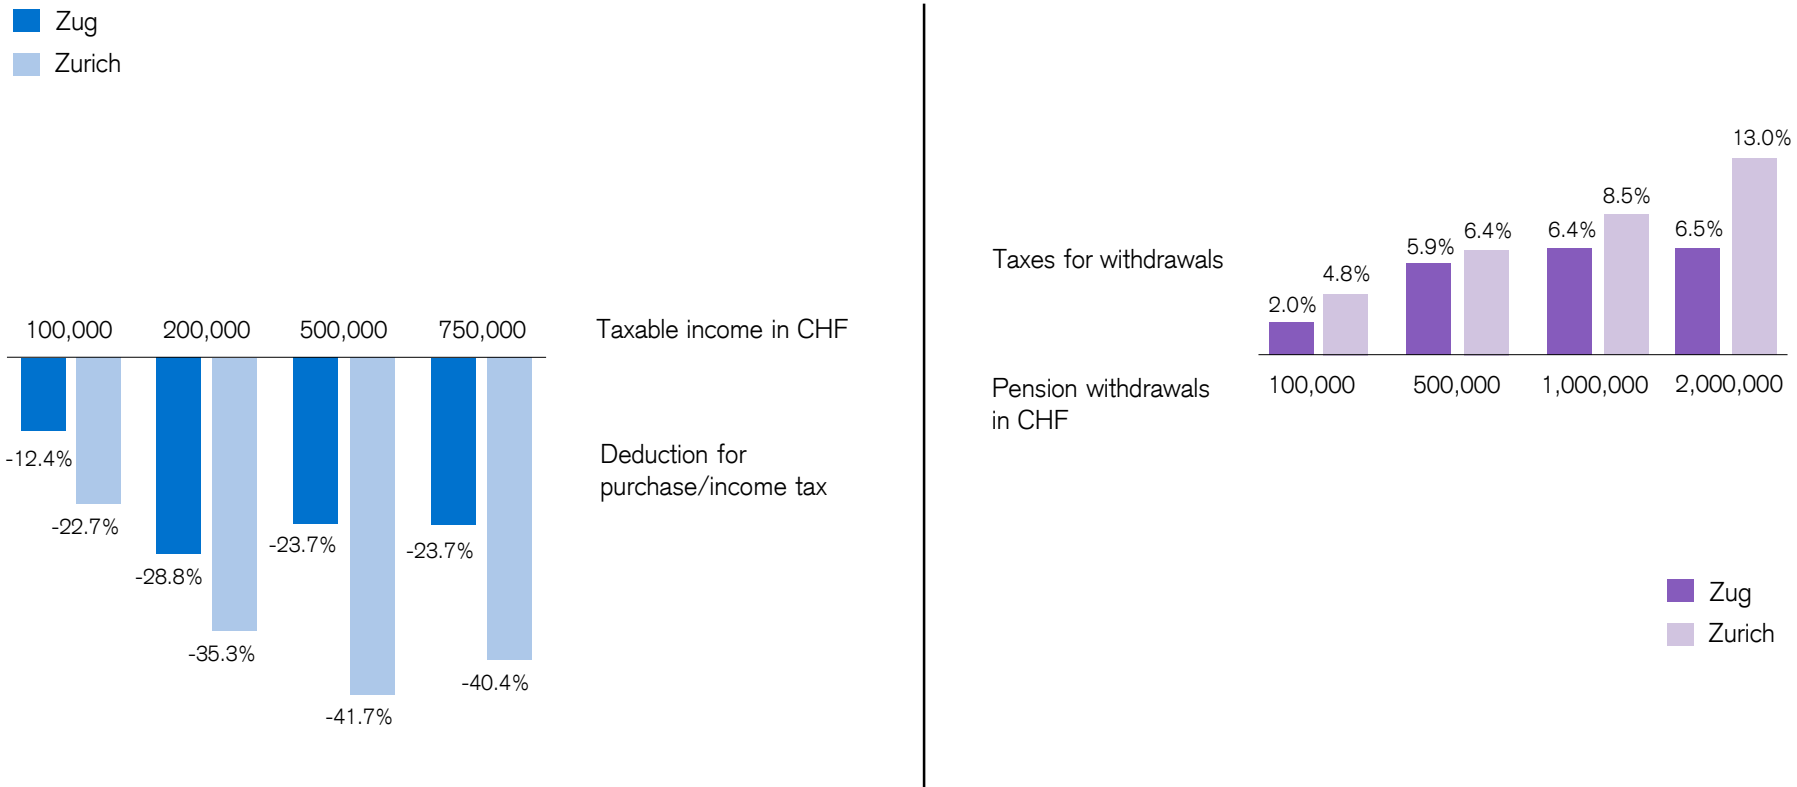 Zug
Zurich
100,000 200,000 500,000 750,000 Taxable income in CHF
-12.4%
-22.7%
-28.8%
-35.3%
-23.7%
-41.7%
-23.7%
-40.4%
Deduction for
purchase/income tax
Taxes for withdrawals
2.0%
4.8%
5.9%
6.4%
6.4%
8.5%
6.5%
13.0%
Pension withdrawals
in CHF
100,000 500,000 1,000,000 2,000,000
Zug
Zurich